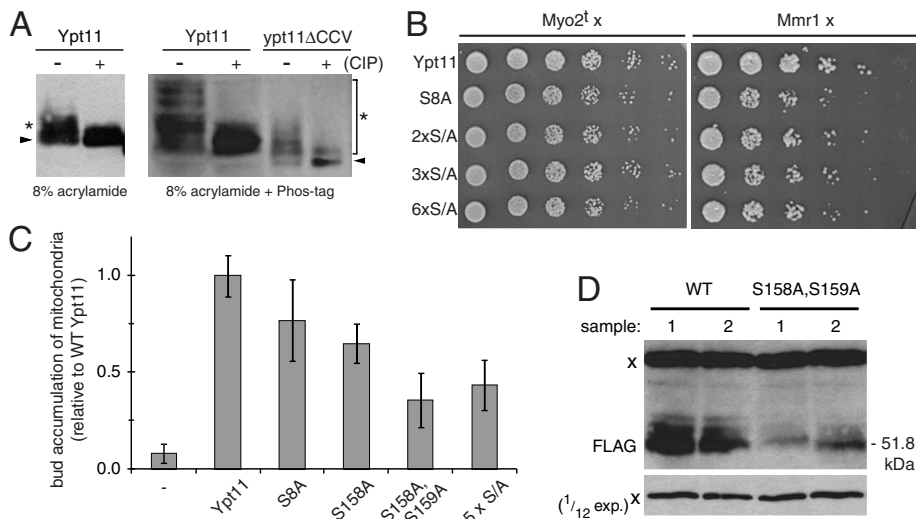 A
Ypt11
- +
*
8% acrylamide
Ypt11 ypt11ΔCCV
- + - + (CIP)
*
8% acrylamide + Phos-tag
B
Myo2t x Mmr1 x
Ypt11
S8A
2xS/A
3xS/A
6xS/A
C
bud accumulation of mitochondria
(relative to WT Ypt11)
1.0
0.5
0.0
-
Ypt11
S8A
S158A
S158A,
S159A
5 x S/A
D
WT S158A,S159A
sample: 1 2 1 2
x
FLAG
- 51.8
kDa
(1/12 exp.) x